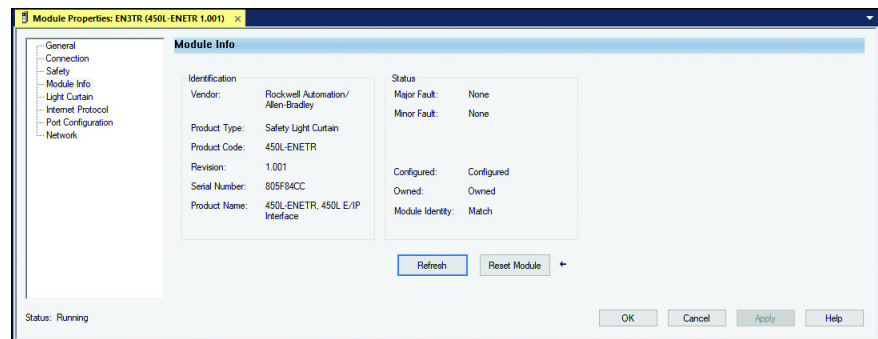 Module Properties: EN3TR (450L-ENETR 1.001) ×
General
Connection
Safety
Module Info
Light Curtain
Internet Protocol
Port Configuration
Network
Module Info
Identification
Vendor: Rockwell Automation/
Allen-Bradley
Product Type: Safety Light Curtain
Product Code: 450L-ENETR
Revision: 1.001
Serial Number: 805F84CC
Product Name: 450L-ENETR, 450L E/IP
Interface
Status
Major Fault: None
Minor Fault: None
Configured: Configured
Owned: Owned
Module Identity: Match
Refresh Reset Module ←
Status: Running
OK Cancel Apply Help